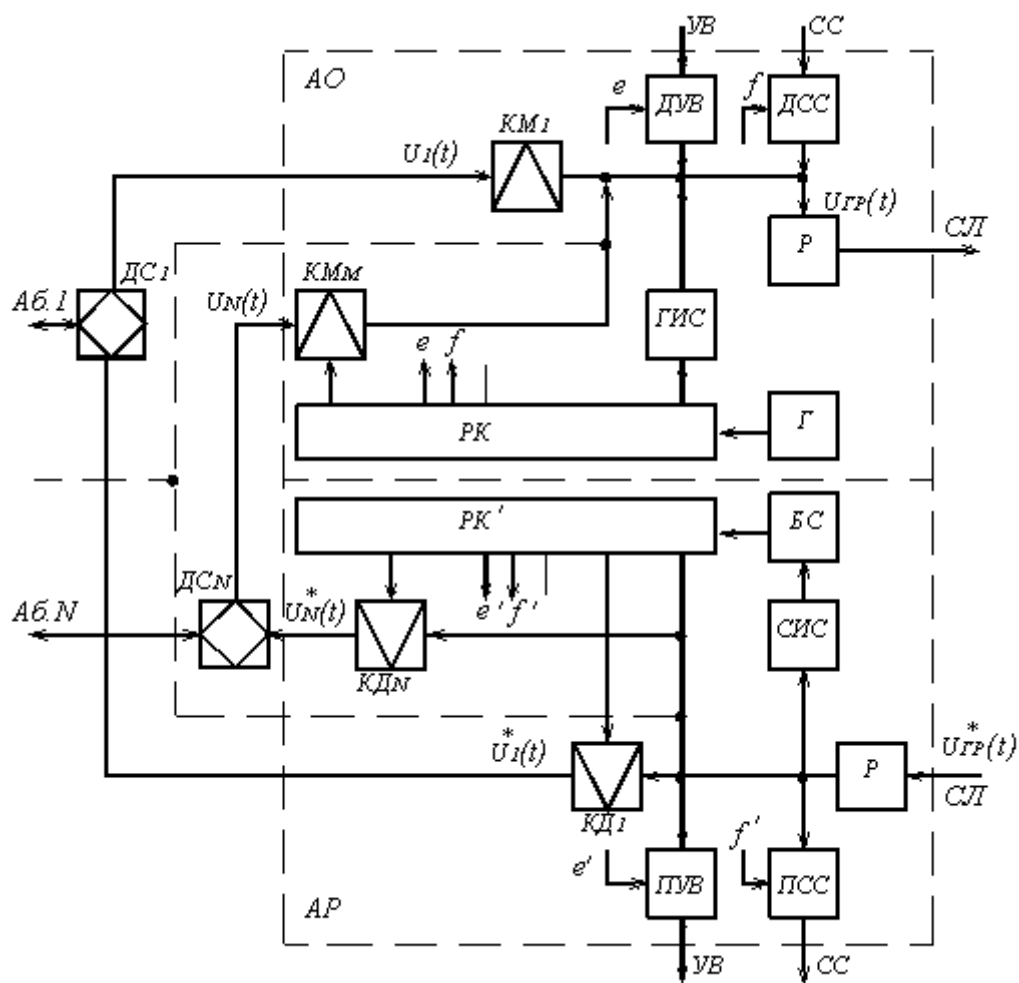 УВ
СС
АО
e
ДУВ
f
ДСС
КМ1
U1(t)
UГР(t)
СЛ
Р
ДС1
КМм
Аб.1
UN(t)
ГИС
e
f
РК
Г
РК'
БС
ДСN
U*N(t)
e' f'
СИС
Аб.N
КДN
U*1(t)
Р
U*ГР(t)
СЛ
КД1
f'
e'
ПУВ
ПСС
АР
УВ
СС